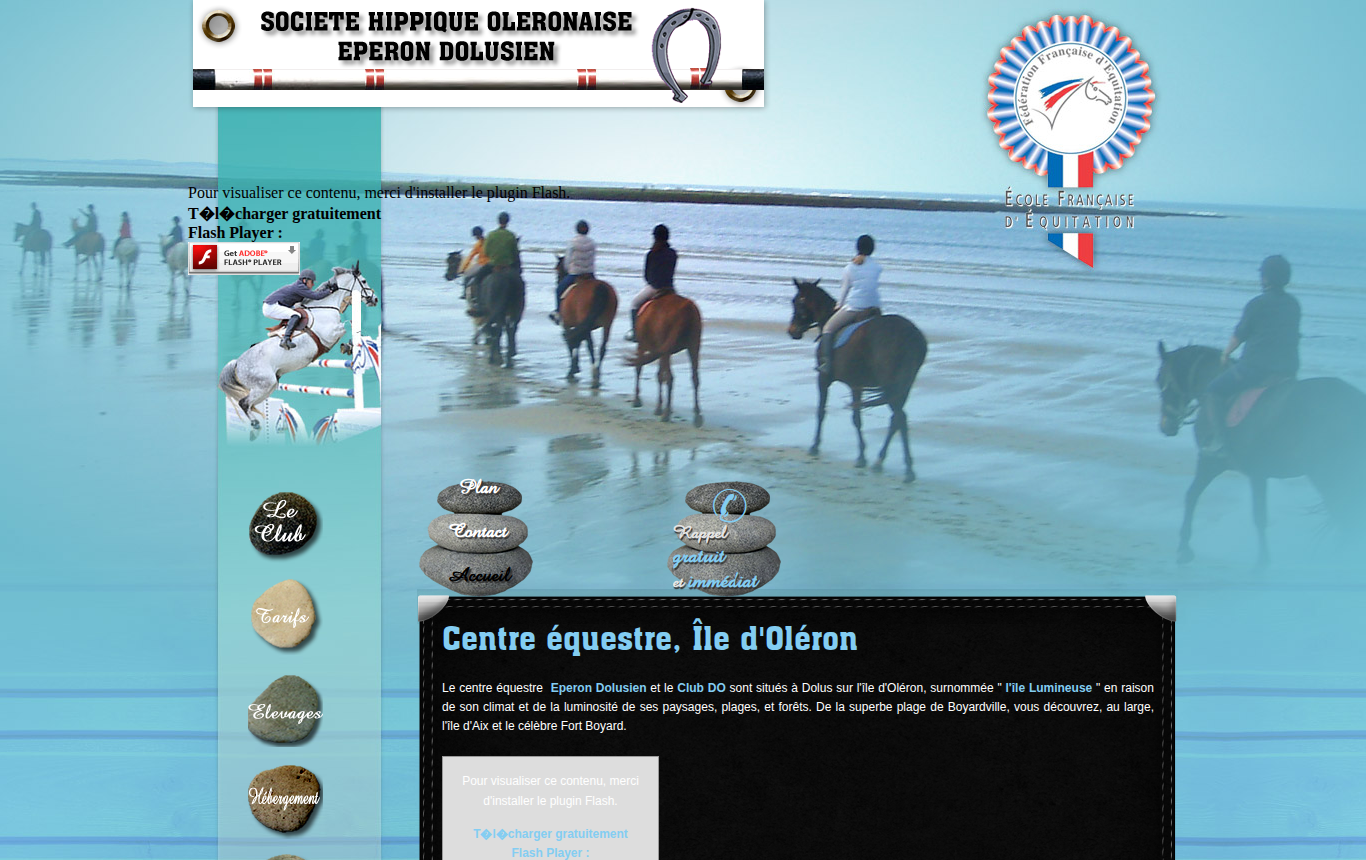 SOCIETE HIPPIQUE OLERONAISE
EPERON DOLUSIEN
Fédération Française d'Equitation
ÉCOLE FRANÇAISE
D'ÉQUITATION
Pour visualiser ce contenu, merci d'installer le plugin Flash.
T�l�charger gratuitement
Flash Player :
Get ADOBE®
FLASH® PLAYER
Le
Club
Tarifs
Elevages
Hébergement
Plan
Contact
Accueil
Rappel
gratuit
et immédiat
Centre équestre, Île d'Oléron
Le centre équestre  Eperon Dolusien et le Club DO sont situés à Dolus sur l'île d'Oléron, surnommée " l'île Lumineuse " en raison
de son climat et de la luminosité de ses paysages, plages, et forêts. De la superbe plage de Boyardville, vous découvrez, au large,
l'île d'Aix et le célèbre Fort Boyard.
Pour visualiser ce contenu, merci
d'installer le plugin Flash.
T�l�charger gratuitement
Flash Player :